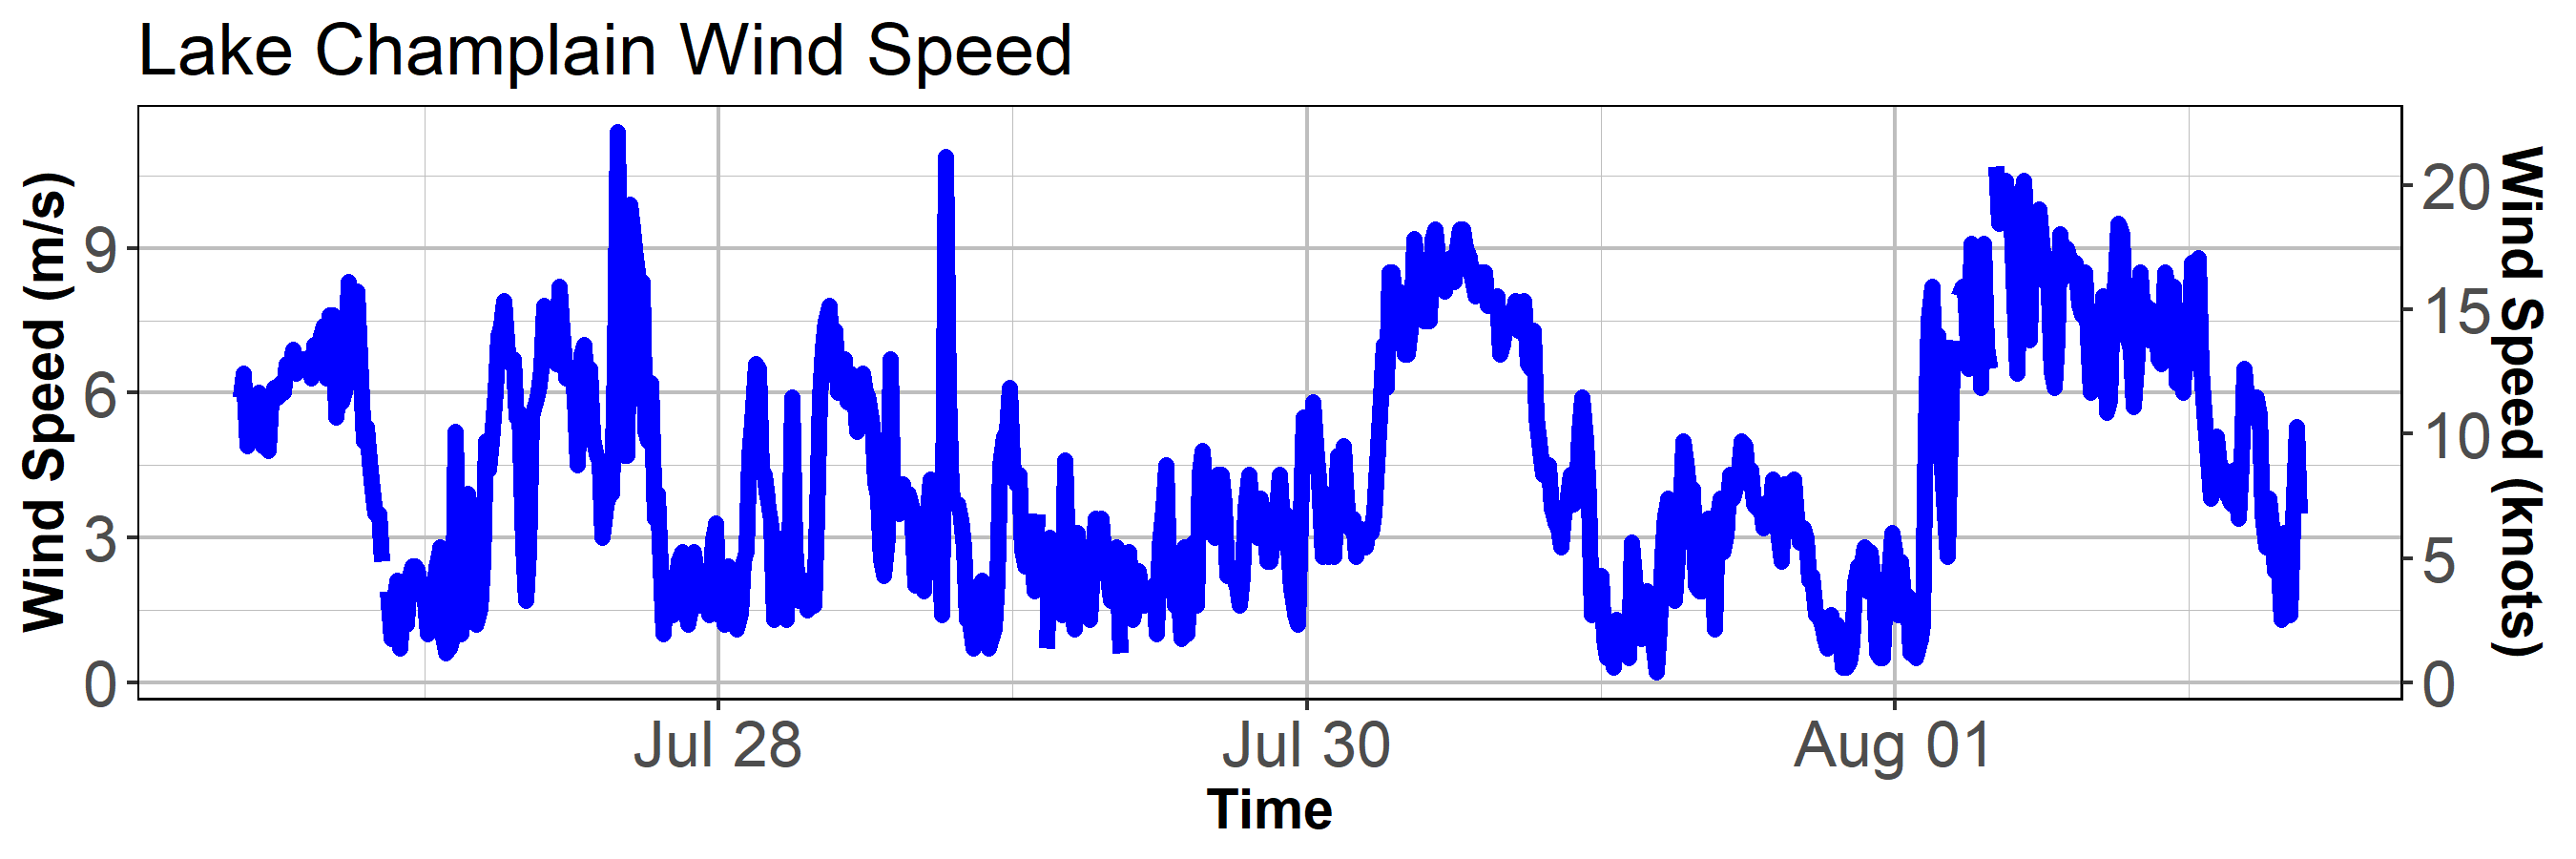 Lake Champlain Wind Speed
Wind Speed (m/s)
9
6
3
0
20
15
10
5
0
Wind Speed (knots)
Jul 28
Jul 30
Aug 01
Time